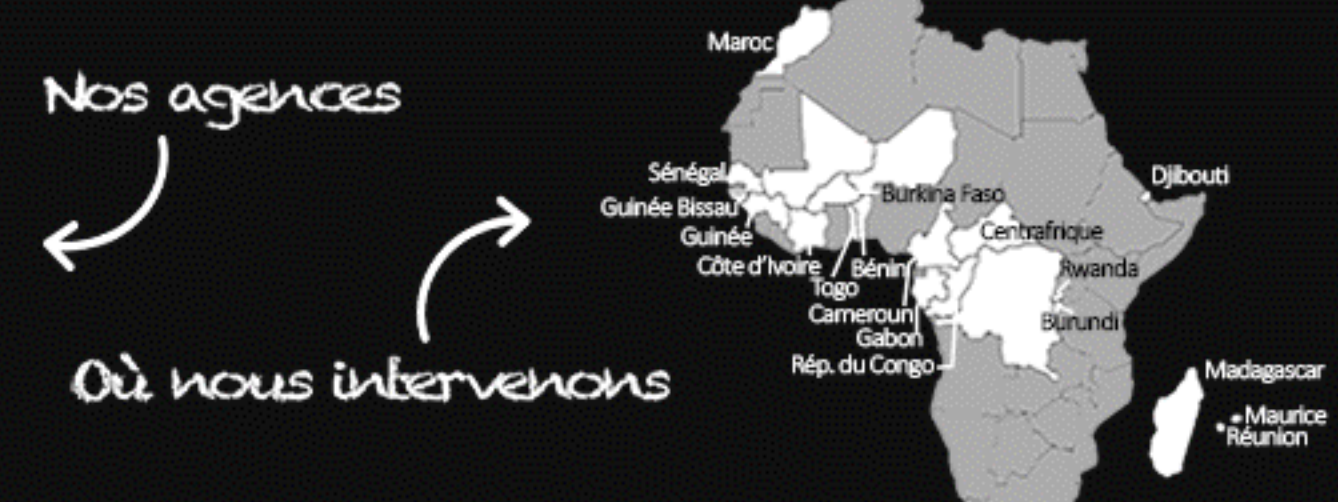 Nos agences
Où nous intervenons
Maroc
Sénégal
Guinée Bissau
Guinée
Côte d'Ivoire
Togo
Bénin
Burkina Faso
Cameroun
Gabon
Rép. du Congo
Centrafrique
Rwanda
Burundi
Djibouti
Madagascar
Maurice
Réunion